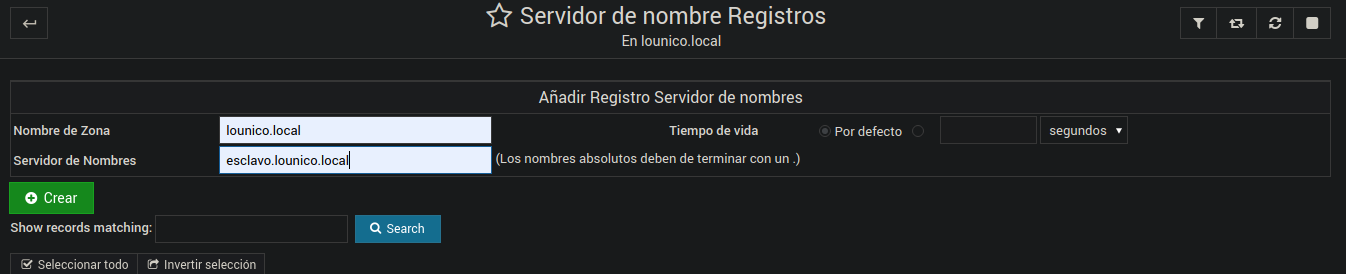 Servidor de nombre Registros
En lounico.local
Añadir Registro Servidor de nombres
Nombre de Zona lounico.local Tiempo de vida Por defecto segundos
Servidor de Nombres esclavo.lounico.local (Los nombres absolutos deben de terminar con un .)
Crear
Show records matching: Search
Seleccionar todo Invertir selección